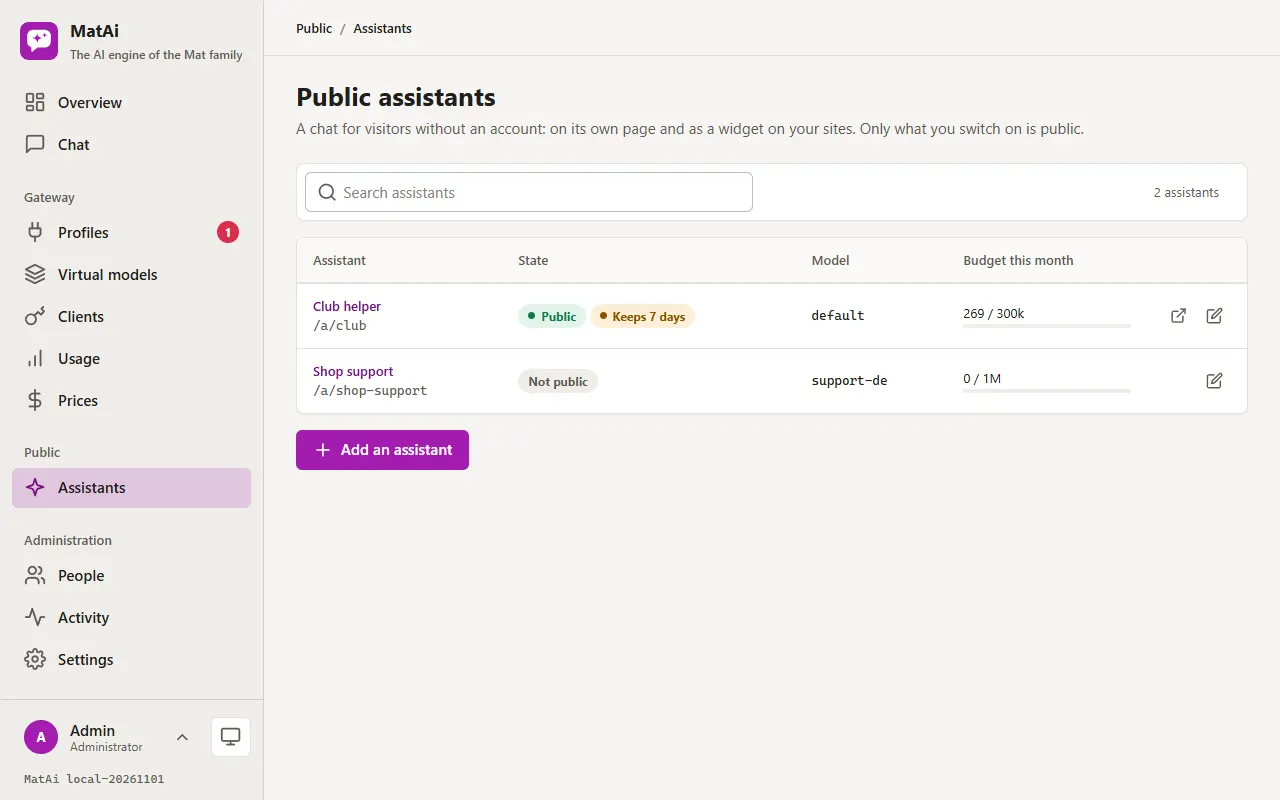 MatAi
The AI engine of the Mat family
Overview
Chat
Gateway
Profiles
1
Virtual models
Clients
Usage
Prices
Public
Assistants
Administration
People
Activity
Settings
A
Admin
Administrator
MatAi local-20261101
Public / Assistants
Public assistants
A chat for visitors without an account: on its own page and as a widget on your sites. Only what you switch on is public.
Search assistants
2 assistants
Assistant State Model Budget this month
Club helper
/a/club
Public Keeps 7 days
default
269 / 300k
Shop support
/a/shop-support
Not public
support-de
0 / 1M
Add an assistant